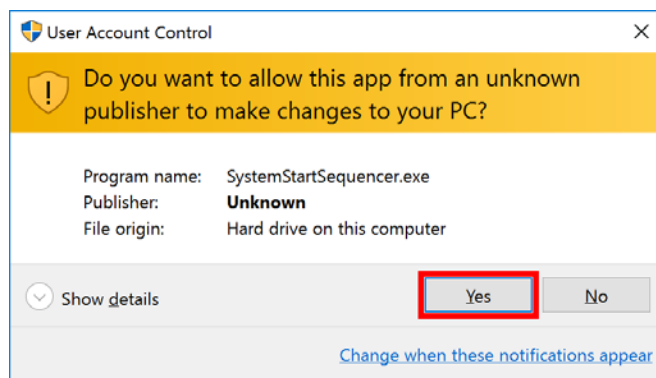 User Account Control
Do you want to allow this app from an unknown
publisher to make changes to your PC?
Program name: SystemStartSequencer.exe
Publisher: Unknown
File origin: Hard drive on this computer
Show details
Yes
No
Change when these notifications appear